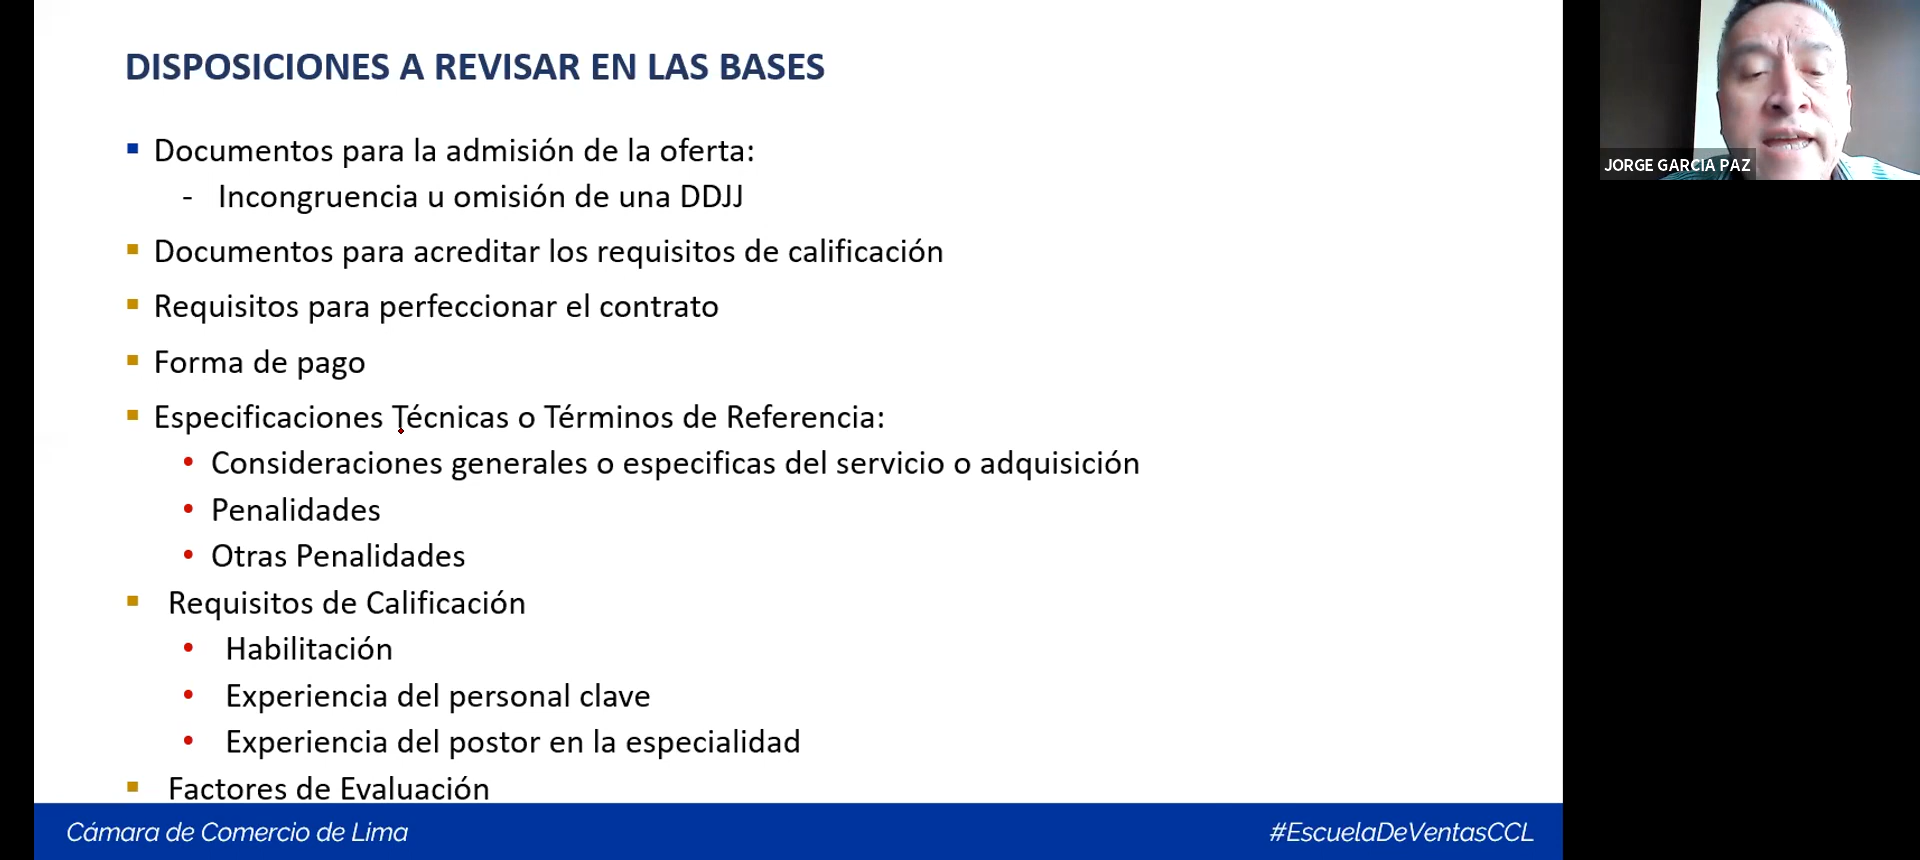 DISPOSICIONES A REVISAR EN LAS BASES
▪ Documentos para la admisión de la oferta:
- Incongruencia u omisión de una DDJJ
▪ Documentos para acreditar los requisitos de calificación
▪ Requisitos para perfeccionar el contrato
▪ Forma de pago
▪ Especificaciones Técnicas o Términos de Referencia:
• Consideraciones generales o especificas del servicio o adquisición
• Penalidades
• Otras Penalidades
▪ Requisitos de Calificación
• Habilitación
• Experiencia del personal clave
• Experiencia del postor en la especialidad
▪ Factores de Evaluación
Cámara de Comercio de Lima
#EscuelaDeVentasCCL
JORGE GARCIA PAZ